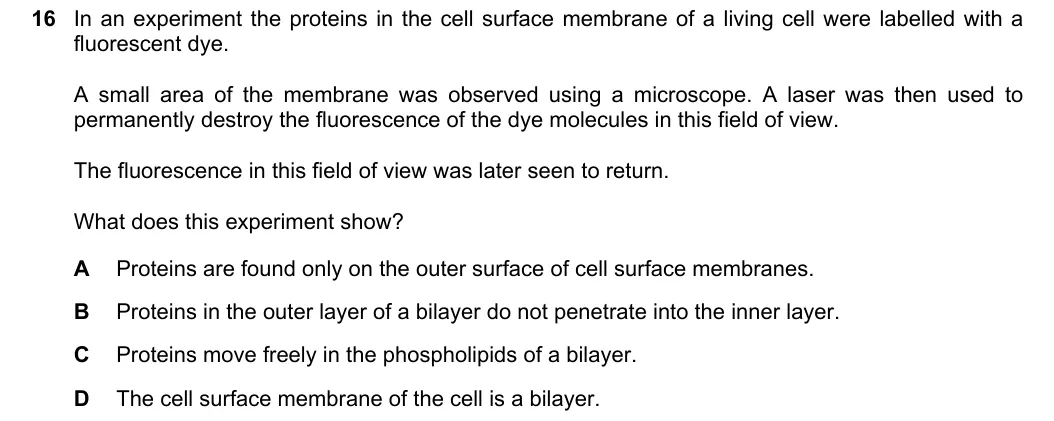 16 In an experiment the proteins in the cell surface membrane of a living cell were labelled with a
fluorescent dye.
A small area of the membrane was observed using a microscope. A laser was then used to
permanently destroy the fluorescence of the dye molecules in this field of view.
The fluorescence in this field of view was later seen to return.
What does this experiment show?
A Proteins are found only on the outer surface of cell surface membranes.
B Proteins in the outer layer of a bilayer do not penetrate into the inner layer.
C Proteins move freely in the phospholipids of a bilayer.
D The cell surface membrane of the cell is a bilayer.